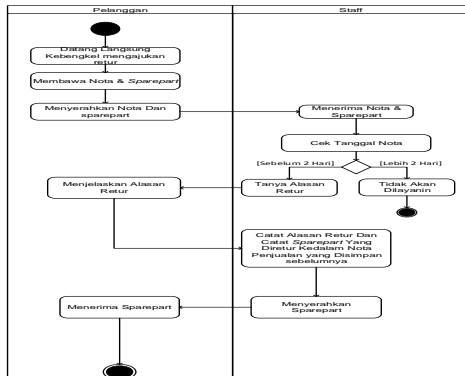 Pelanggan
Staff
Datang Langsung
Kebengkel mengajukan
retur
Membawa Nota & Sparepart
Menyerahkan Nota Dan
sparepart
Menerima Nota &
Sparepart
Cek Tanggal Nota
[Sebelum 2 Hari]
[Lebih 2 Hari]
Menjelaskan Alasan
Retur
Tanya Alasan
Retur
Tidak Akan
Dilayanin
Catat Alasan Retur Dan
Catat Sparepart Yang
Diretur Kedalam Nota
Penjualan yang Disimpan
sebelumnya
Menerima Sparepart
Menyerahkan
Sparepart